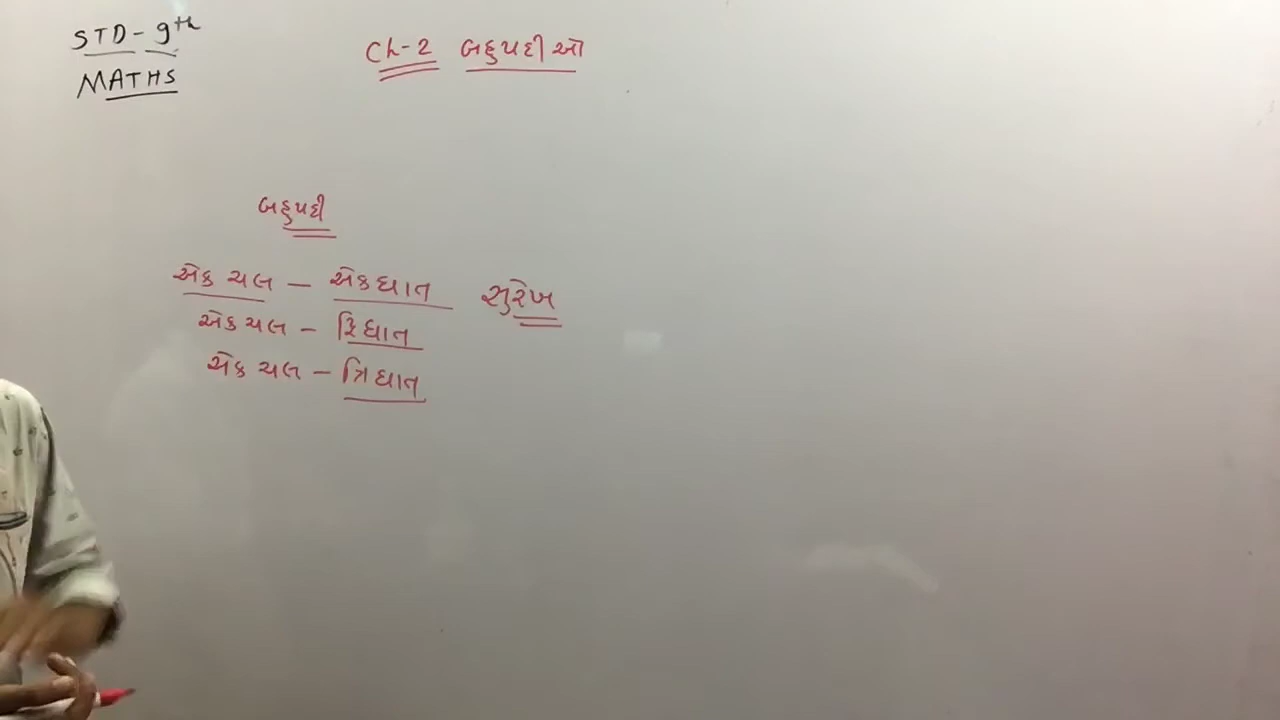 STD - 9th
MATHS
Ch-2 બહુપદીઓ
બહુપદી
એક ચલ - એકઘાત સુરેખ
એક ચલ - દ્વિઘાત
એક ચલ - ત્રિઘાત